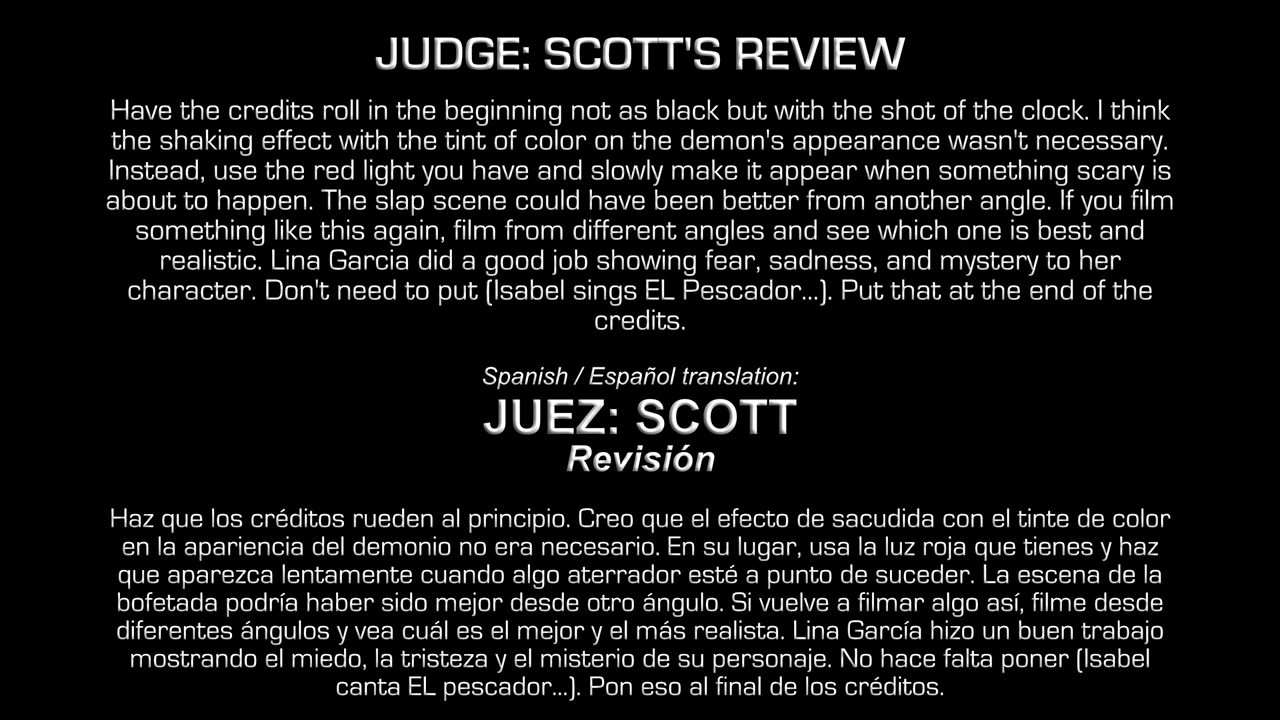 JUDGE: SCOTT'S REVIEW
Have the credits roll in the beginning not as black but with the shot of the clock. I think
the shaking effect with the tint of color on the demon's appearance wasn't necessary.
Instead, use the red light you have and slowly make it appear when something scary is
about to happen. The slap scene could have been better from another angle. If you film
something like this again, film from different angles and see which one is best and
realistic. Lina Garcia did a good job showing fear, sadness, and mystery to her
character. Don't need to put (Isabel sings EL Pescador...). Put that at the end of the
credits.
Spanish / Español translation:
JUEZ: SCOTT
Revisión
Haz que los créditos rueden al principio. Creo que el efecto de sacudida con el tinte de color
en la apariencia del demonio no era necesario. En su lugar, usa la luz roja que tienes y haz
que aparezca lentamente cuando algo aterrador esté a punto de suceder. La escena de la
bofetada podría haber sido mejor desde otro ángulo. Si vuelve a filmar algo así, filme desde
diferentes ángulos y vea cuál es el mejor y el más realista. Lina García hizo un buen trabajo
mostrando el miedo, la tristeza y el misterio de su personaje. No hace falta poner (Isabel
canta EL pescador...). Pon eso al final de los créditos.